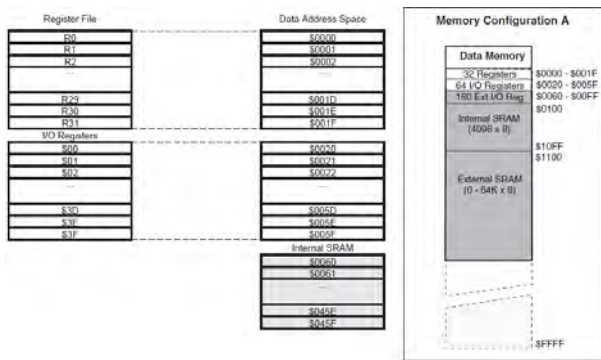 Register File
Data Address Space
R0
$0000
R1
$0001
R2
$0002
...
...
R29
$001D
R30
$001E
R31
$001F
I/O Registers
$00
$0020
$01
$0021
$02
$0022
...
...
$3D
$005D
$3E
$005E
$3F
$005F
Internal SRAM
$0060
$0061
...
$045E
$045F
Memory Configuration A
Data Memory
32 Registers
$0000 - $001F
64 I/O Registers
$0020 - $005F
160 Ext I/O Reg.
$0060 - $00FF
$0100
Internal SRAM
(4096 x 8)
$10FF
$1100
External SRAM
(0 - 64K x 8)
$FFFF